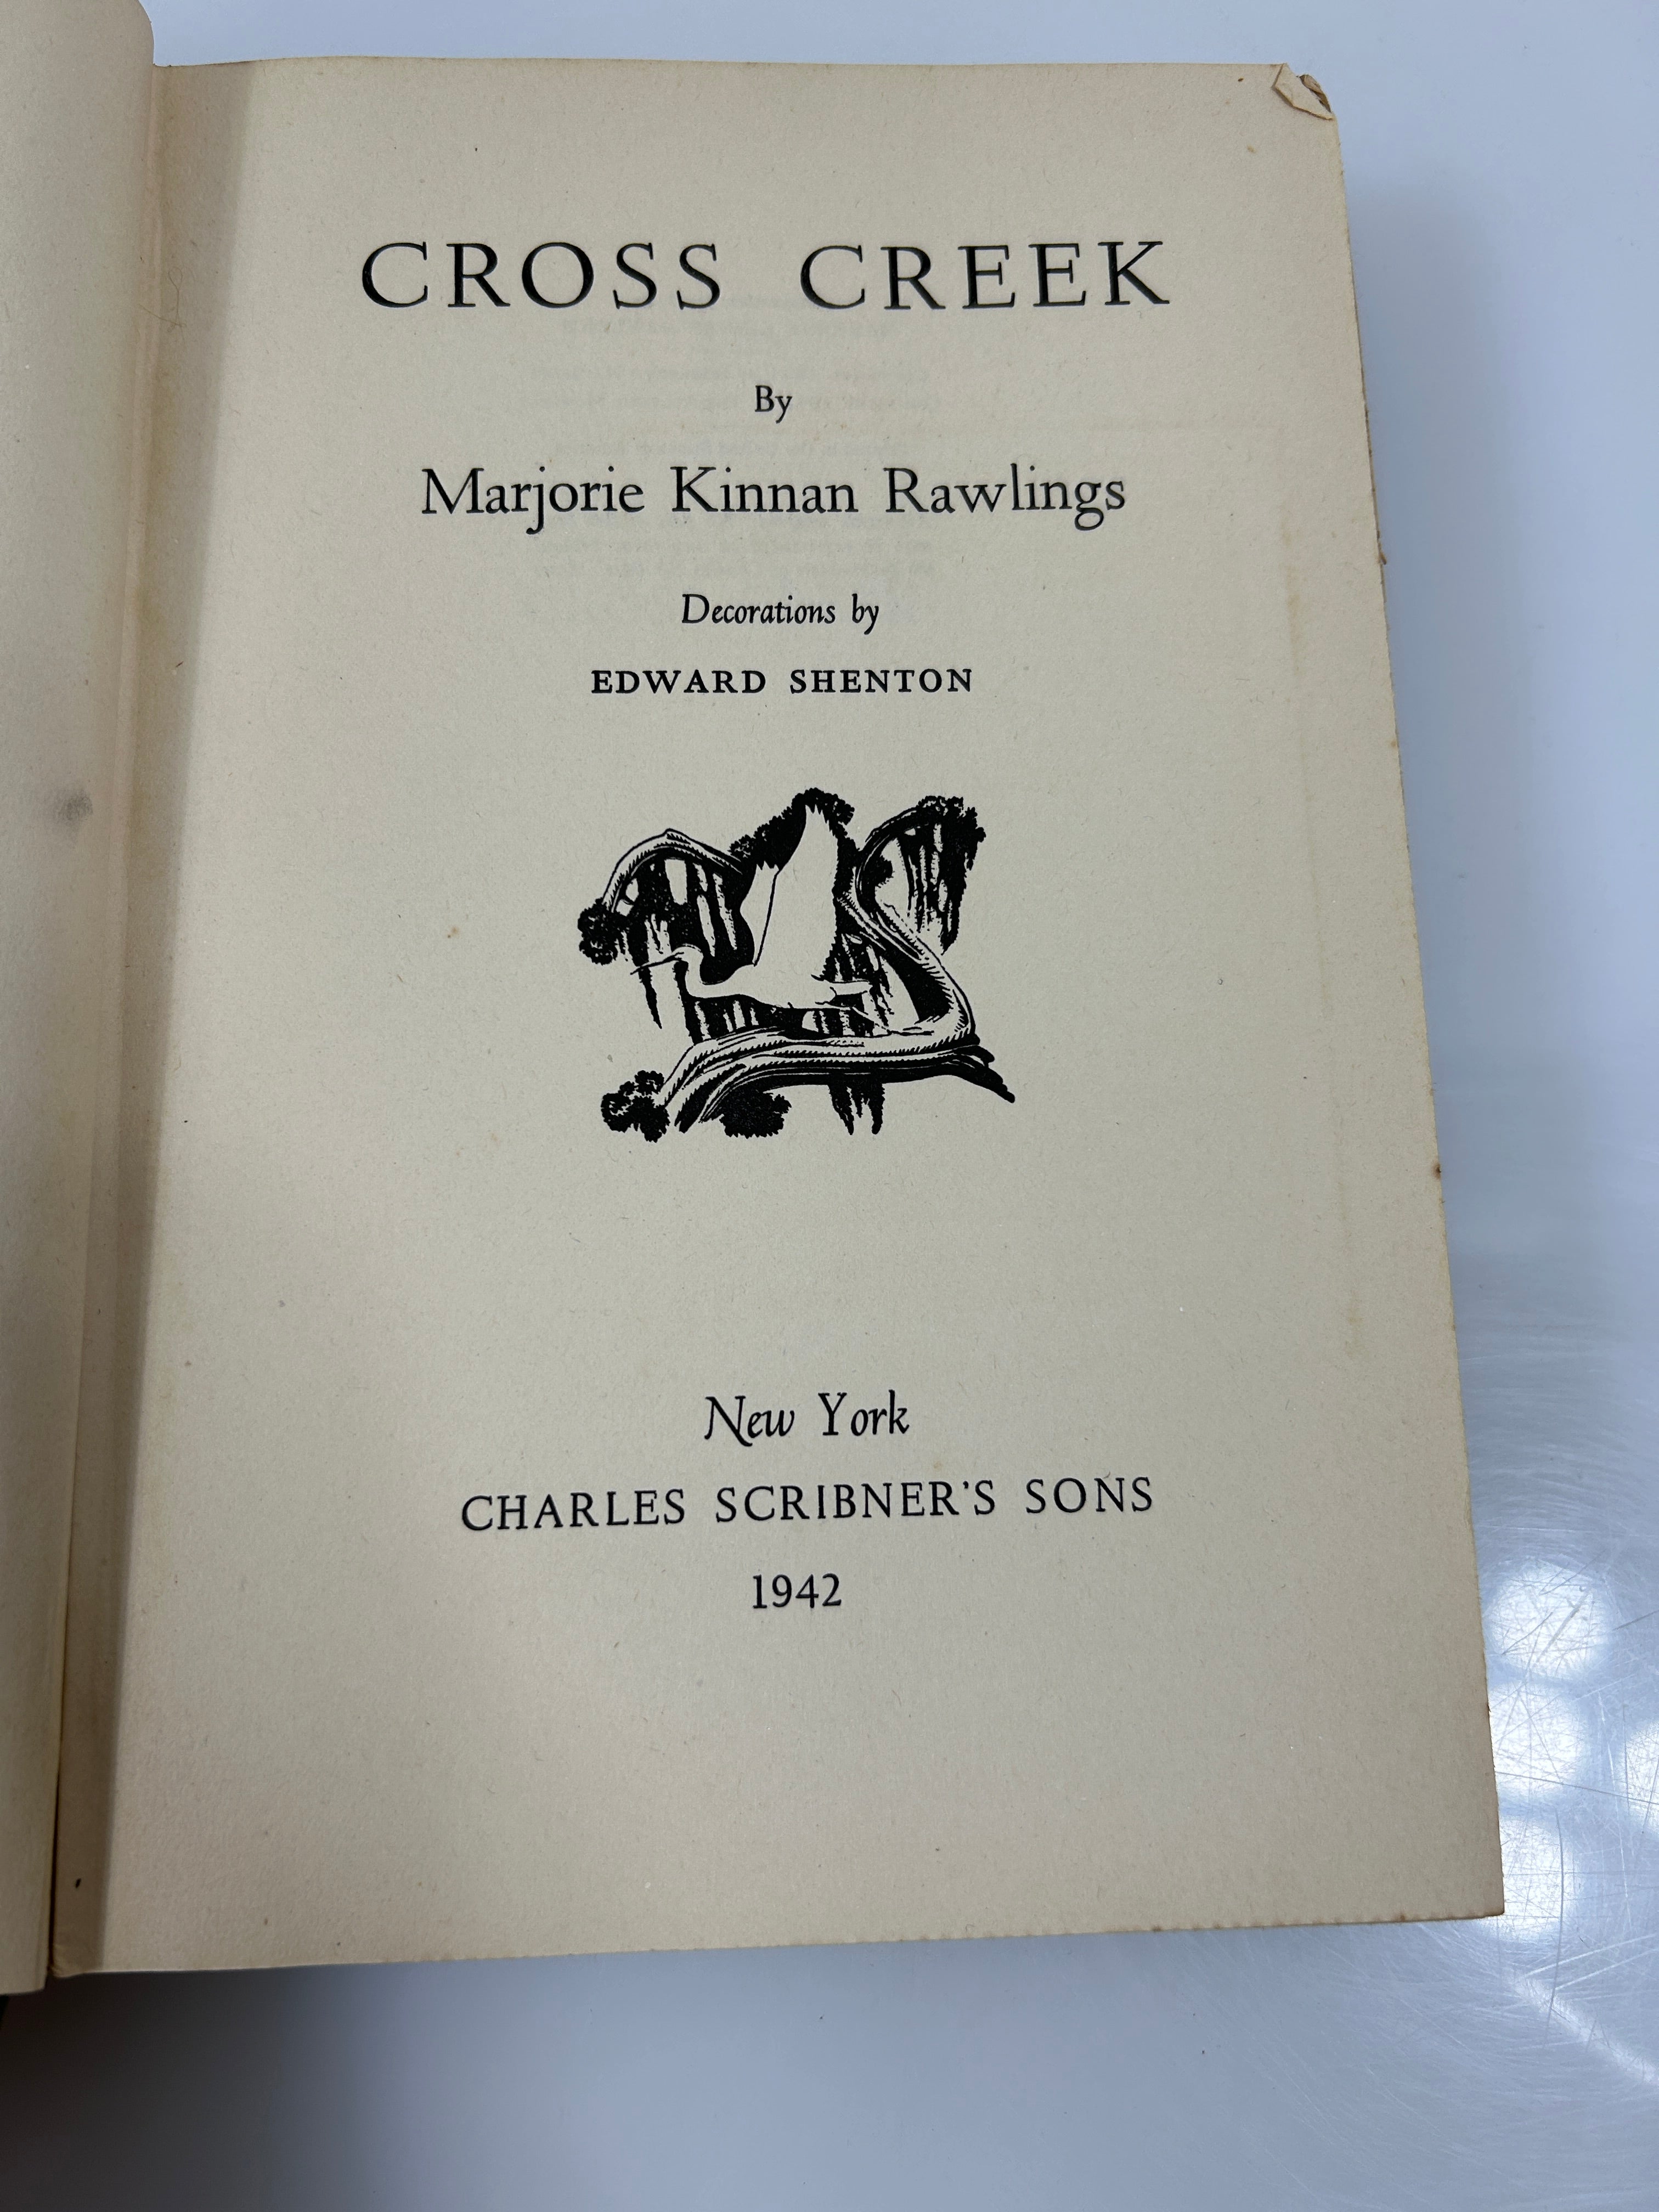 CROSS CREEK
By
Marjorie Kinnan Rawlings
Decorations by
EDWARD SHENTON
New York
CHARLES SCRIBNER'S SONS
1942